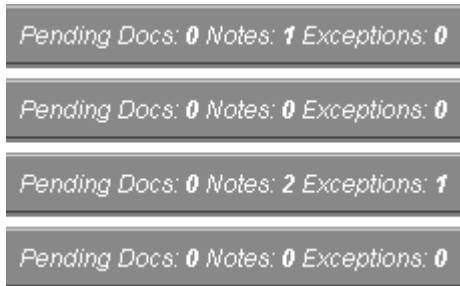 Pending Docs: 0 Notes: 1 Exceptions: 0
Pending Docs: 0 Notes: 0 Exceptions: 0
Pending Docs: 0 Notes: 2 Exceptions: 1
Pending Docs: 0 Notes: 0 Exceptions: 0